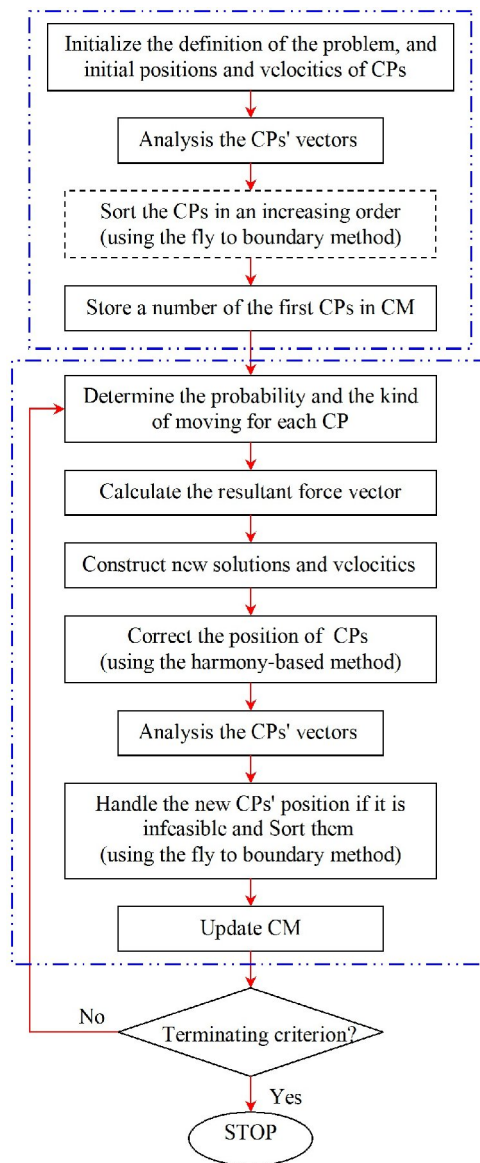 Initialize the definition of the problem, and
initial positions and velocities of CPs
Analysis the CPs' vectors
Sort the CPs in an increasing order
(using the fly to boundary method)
Store a number of the first CPs in CM
Determine the probability and the kind
of moving for each CP
Calculate the resultant force vector
Construct new solutions and velocities
Correct the position of CPs
(using the harmony-based method)
Analysis the CPs' vectors
Handle the new CPs' position if it is
infeasible and Sort them
(using the fly to boundary method)
Update CM
No
Terminating criterion?
Yes
STOP